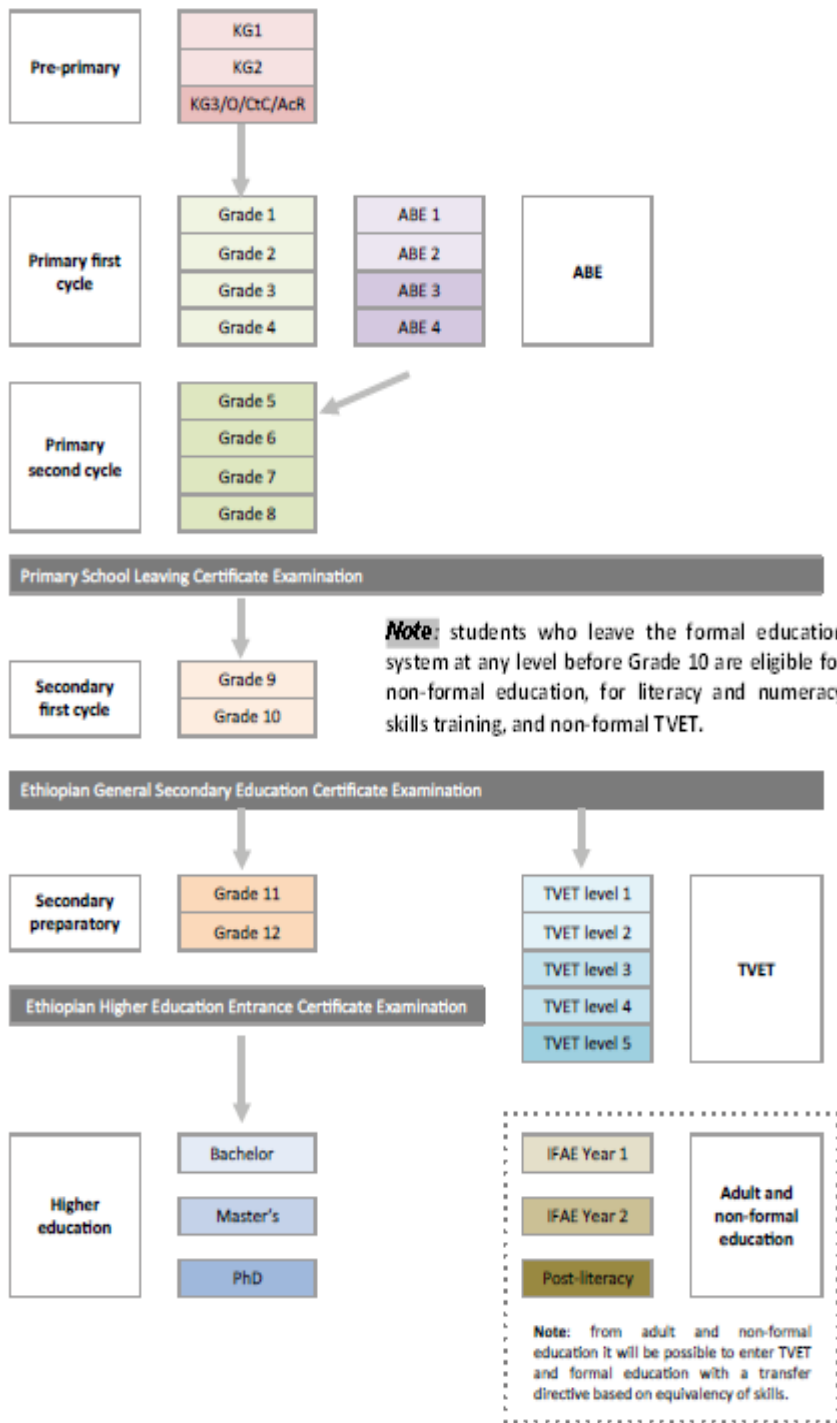 Pre-primary
KG1
KG2
KG3/O/CtC/AcR
Primary first
cycle
Grade 1
Grade 2
Grade 3
Grade 4
ABE 1
ABE 2
ABE 3
ABE 4
ABE
Primary
second cycle
Grade 5
Grade 6
Grade 7
Grade 8
Primary School Leaving Certificate Examination
Note: students who leave the formal education
system at any level before Grade 10 are eligible fo
non-formal education, for literacy and numeracy
skills training, and non-formal TVET.
Secondary
first cycle
Grade 9
Grade 10
Ethiopian General Secondary Education Certificate Examination
Secondary
preparatory
Grade 11
Grade 12
TVET level 1
TVET level 2
TVET level 3
TVET level 4
TVET level 5
TVET
Ethiopian Higher Education Entrance Certificate Examination
Higher
education
Bachelor
Master's
PhD
IFAE Year 1
IFAE Year 2
Post-literacy
Adult and
non-formal
education
Note: from adult and non-formal
education it will be possible to enter TVET
and formal education with a transfer
directive based on equivalency of skills.